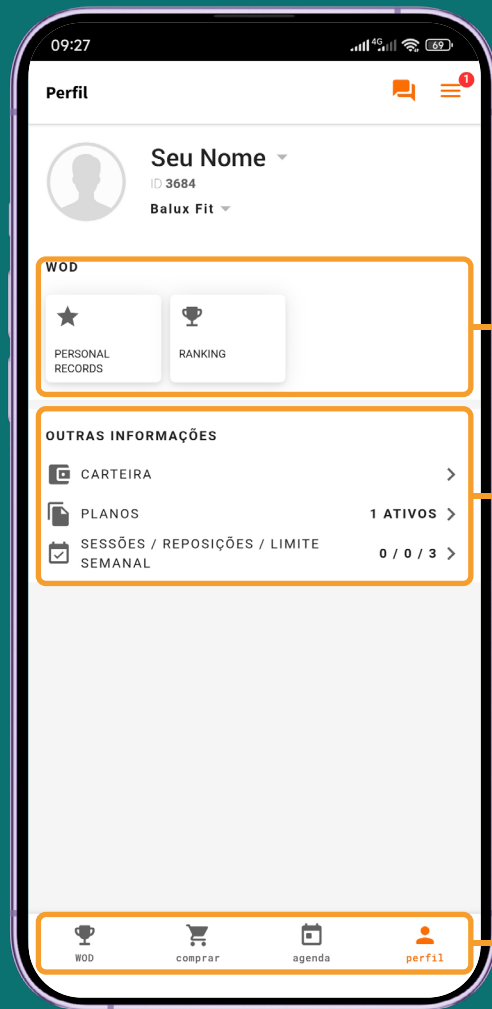 09:27
4G
69
Perfil
1
Seu Nome
ID 3684
Balux Fit
WOD
PERSONAL
RECORDS
RANKING
OUTRAS INFORMAÇÕES
CARTEIRA
PLANOS
1 ATIVOS
SESSÕES / REPOSIÇÕES / LIMITE
SEMANAL
0 / 0 / 3
WOD
comprar
agenda
perfil